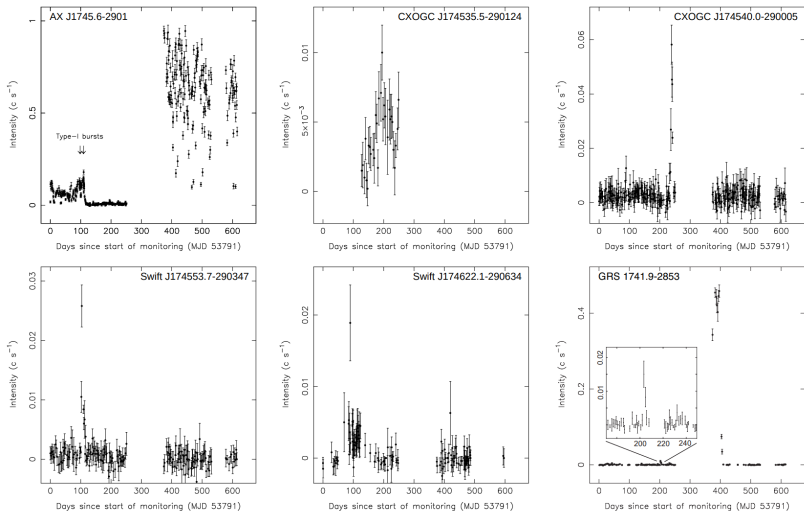 AX J1745.6-2901
1
0.5
0
Intensity (c s⁻¹)
Type-I bursts
0 100 200 300 400 500 600
Days since start of monitoring (MJD 53791)
CXOGC J174535.5-290124
0.01
5×10⁻³
0
Intensity (c s⁻¹)
0 100 200 300 400 500 600
Days since start of monitoring (MJD 53791)
CXOGC J174540.0-290005
0.06
0.04
0.02
0
Intensity (c s⁻¹)
0 100 200 300 400 500 600
Days since start of monitoring (MJD 53791)
Swift J174553.7-290347
0.03
0.02
0.01
0
Intensity (c s⁻¹)
0 100 200 300 400 500 600
Days since start of monitoring (MJD 53791)
Swift J174622.1-290634
0.02
0.01
0
Intensity (c s⁻¹)
0 100 200 300 400 500 600
Days since start of monitoring (MJD 53791)
GRS 1741.9-2853
0.4
0.2
0
Intensity (c s⁻¹)
0.02
0.01
200 220 240
0 100 200 300 400 500 600
Days since start of monitoring (MJD 53791)